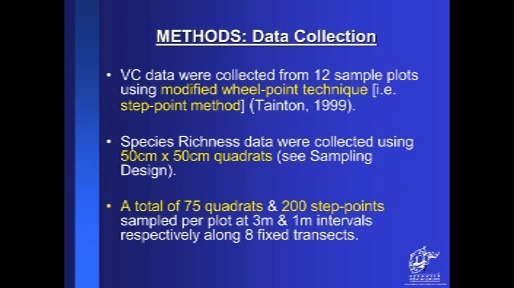 METHODS: Data Collection
• VC data were collected from 12 sample plots
using modified wheel-point technique [i.e.
step-point method] (Tainton, 1999).
• Species Richness data were collected using
50cm x 50cm quadrats (see Sampling
Design).
• A total of 75 quadrats & 200 step-points
sampled per plot at 3m & 1m intervals
respectively along 8 fixed transects.